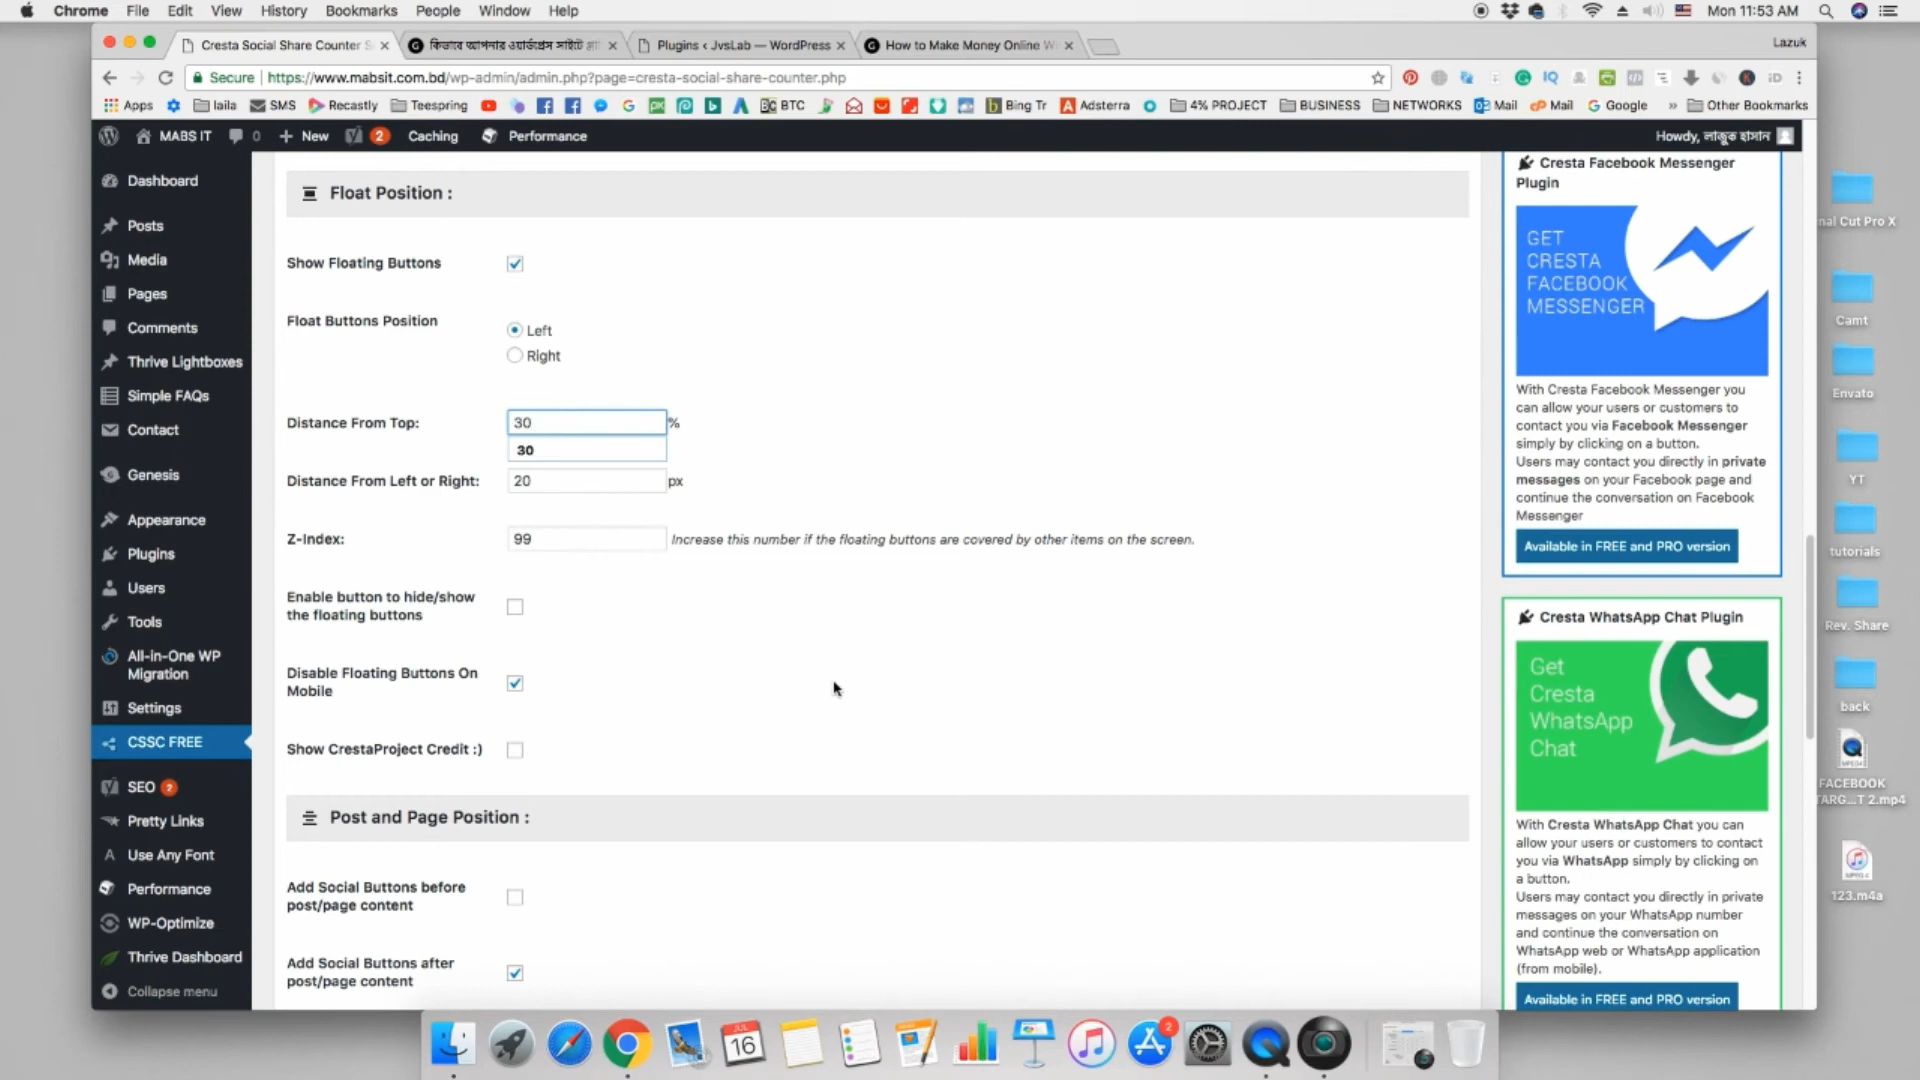 Chrome File Edit View History Bookmarks People Window Help
Mon 11:53 AM
Cresta Social Share Counter S
কিভাবে আপনার ওয়ার্ডপ্রেস সাইটে
Plugins ‹ JvsLab — WordPress
How to Make Money Online Wi
Lazuk
Secure https://www.mabsit.com.bd/wp-admin/admin.php?page=cresta-social-share-counter.php
Apps laila SMS Recastly Teespring BTC Bing Tr Adsterra 4% PROJECT BUSINESS NETWORKS Mail Mail Google » Other Bookmarks
MABS IT 0 New 2 Caching Performance
Howdy, লাজুক হাসান
Dashboard
Posts
Media
Pages
Comments
Thrive Lightboxes
Simple FAQs
Contact
Genesis
Appearance
Plugins
Users
Tools
All-in-One WP
Migration
Settings
CSSC FREE
SEO 2
Pretty Links
Use Any Font
Performance
WP-Optimize
Thrive Dashboard
Collapse menu
Float Position :
Show Floating Buttons
Float Buttons Position
Left
Right
Distance From Top: 30 %
30
Distance From Left or Right: 20 px
Z-Index: 99 Increase this number if the floating buttons are covered by other items on the screen.
Enable button to hide/show
the floating buttons
Disable Floating Buttons On
Mobile
Show CrestaProject Credit :)
Post and Page Position :
Add Social Buttons before
post/page content
Add Social Buttons after
post/page content
Cresta Facebook Messenger
Plugin
GET
CRESTA
FACEBOOK
MESSENGER
With Cresta Facebook Messenger you
can allow your users or customers to
contact you via Facebook Messenger
simply by clicking on a button.
Users may contact you directly in private
messages on your Facebook page and
continue the conversation on Facebook
Messenger
Available in FREE and PRO version
Cresta WhatsApp Chat Plugin
Get
Cresta
WhatsApp
Chat
With Cresta WhatsApp Chat you can
allow your users or customers to contact
you via WhatsApp simply by clicking on
a button.
Users may contact you directly in private
messages on your WhatsApp number
and continue the conversation on
WhatsApp web or WhatsApp application
(from mobile).
Available in FREE and PRO version
nal Cut Pro X
Camt
Envato
YT
tutorials
Rev. Share
back
FACEBOOK
TARG...T 2.mp4
123.m4a
JUL
16
2